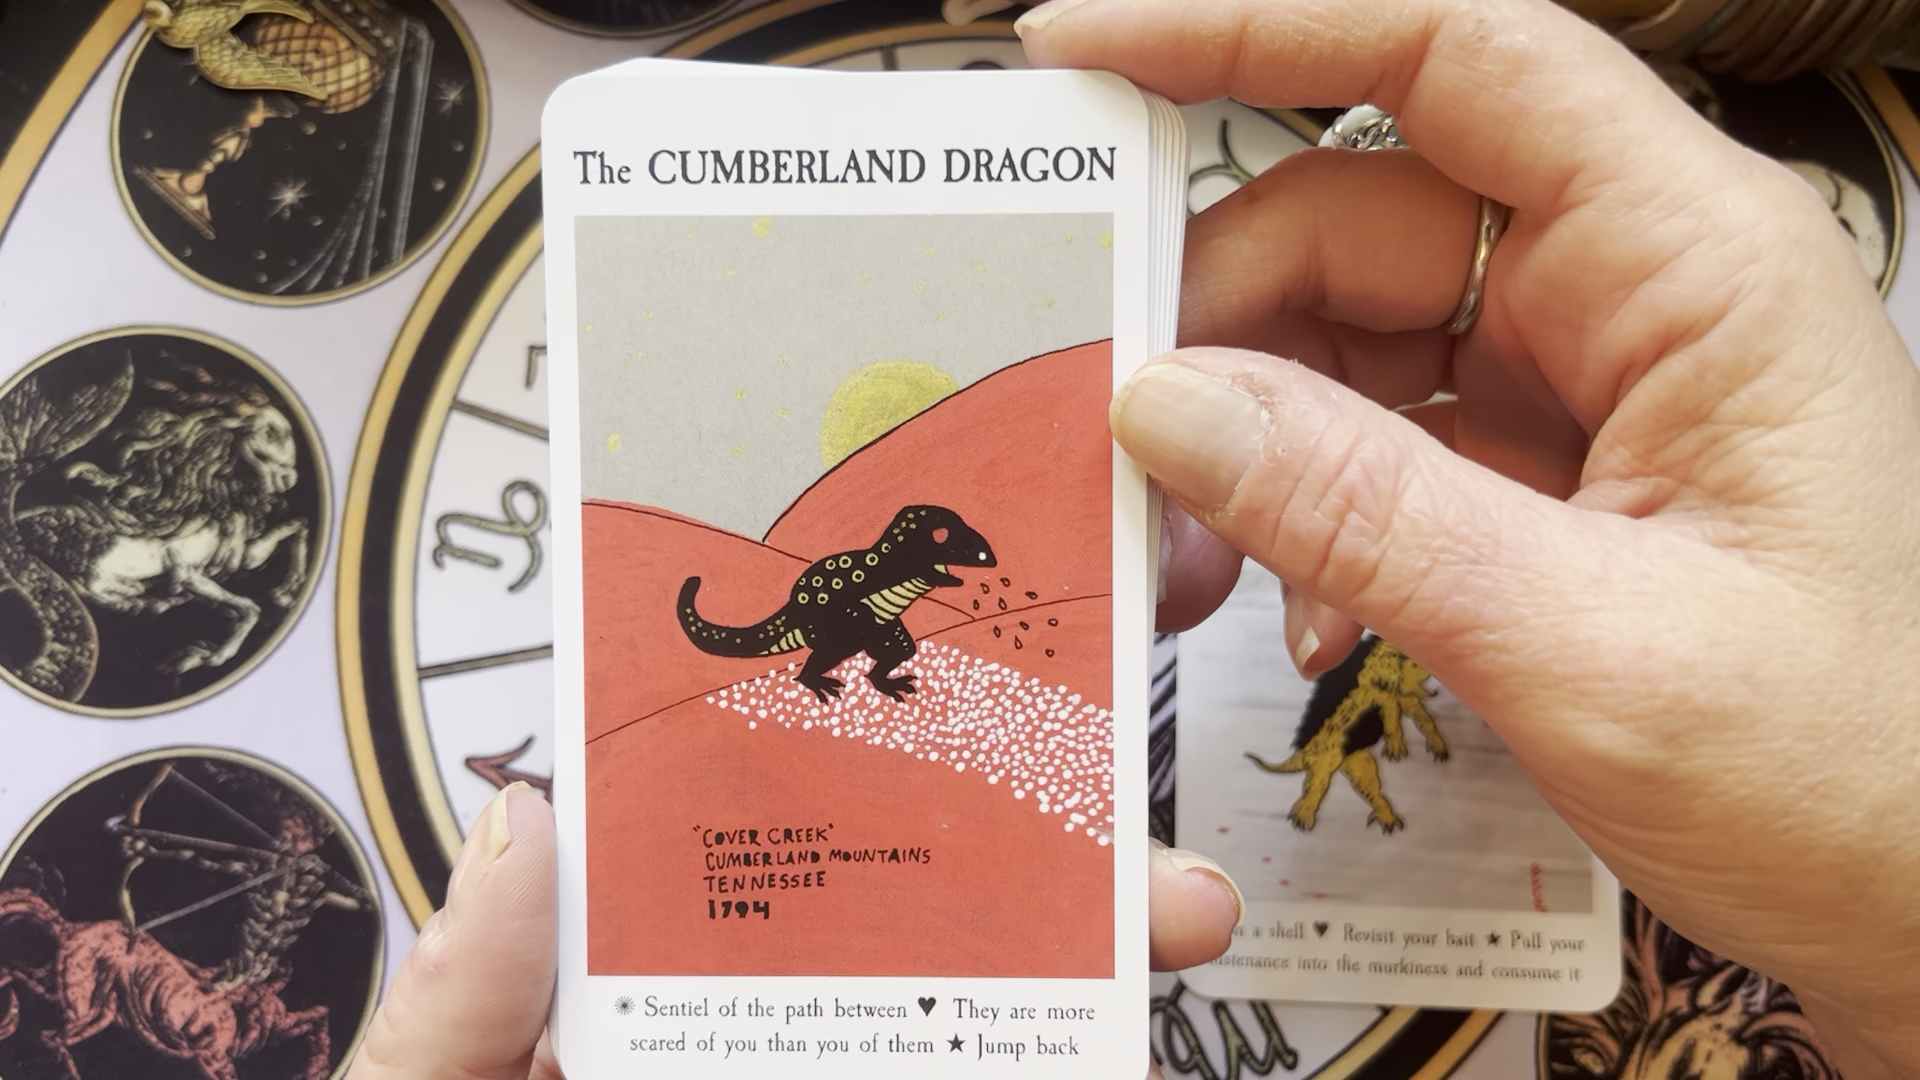 The CUMBERLAND DRAGON
"COVER CREEK"
CUMBERLAND MOUNTAINS
TENNESSEE
1794
Sentiel of the path between ♥ They are more
scared of you than you of them ★ Jump back
a shell ♥ Revisit your bait ★ Pull your
into the murkiness and consume it